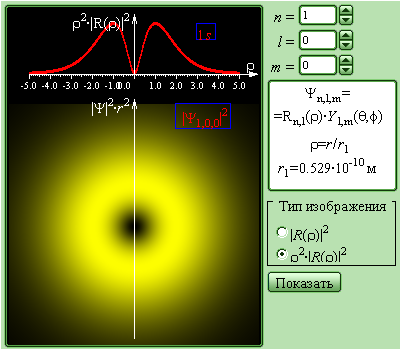 ρ²·|R(ρ)|²
1s
ρ
-5.0 -4.0 -3.0 -2.0 -1.0 0.0 1.0 2.0 3.0 4.0 5.0
|Ψ|²·r²
|Ψ1,0,0|²
n = 1
l = 0
m = 0
Ψn,l,m=
=Rn,l(ρ)·Yl,m(θ,ϕ)
ρ=r/r1
r1=0.529·10⁻¹⁰ м
Тип изображения
|R(ρ)|²
ρ²·|R(ρ)|²
Показать